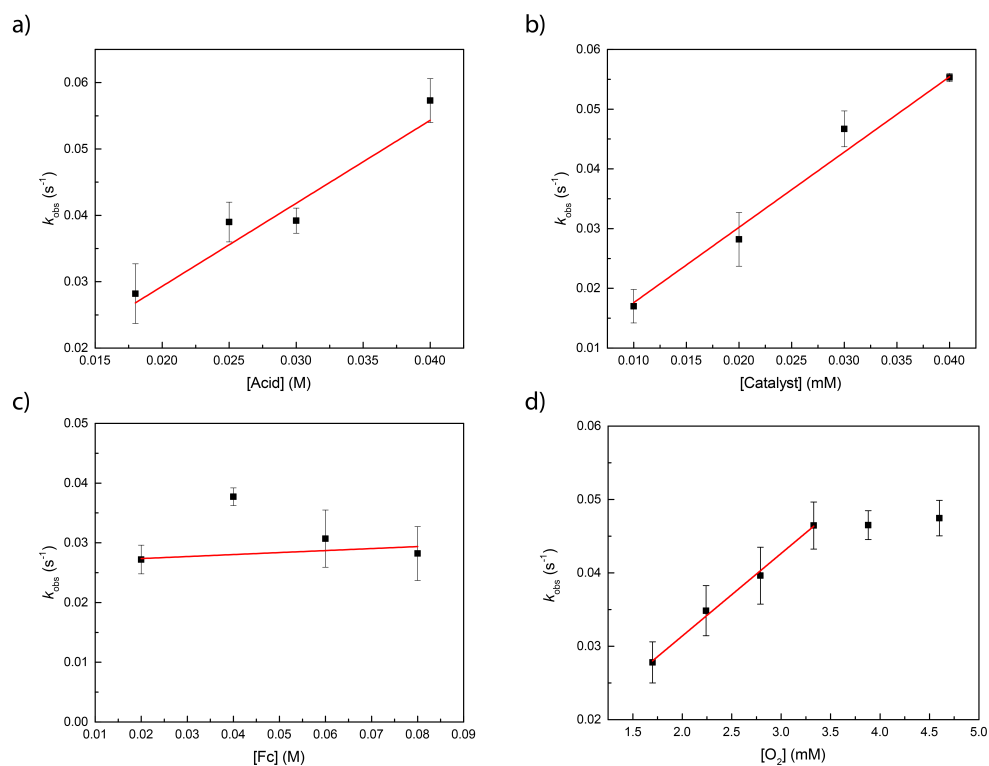 a)
0.06
0.05
0.04
0.03
0.02
k_obs (s⁻¹)
0.015 0.020 0.025 0.030 0.035 0.040
[Acid] (M)
b)
0.06
0.05
0.04
0.03
0.02
0.01
k_obs (s⁻¹)
0.010 0.015 0.020 0.025 0.030 0.035 0.040
[Catalyst] (mM)
c)
0.05
0.04
0.03
0.02
0.01
0.00
k_obs (s⁻¹)
0.01 0.02 0.03 0.04 0.05 0.06 0.07 0.08 0.09
[Fc] (M)
d)
0.06
0.05
0.04
0.03
0.02
k_obs (s⁻¹)
1.5 2.0 2.5 3.0 3.5 4.0 4.5 5.0
[O₂] (mM)